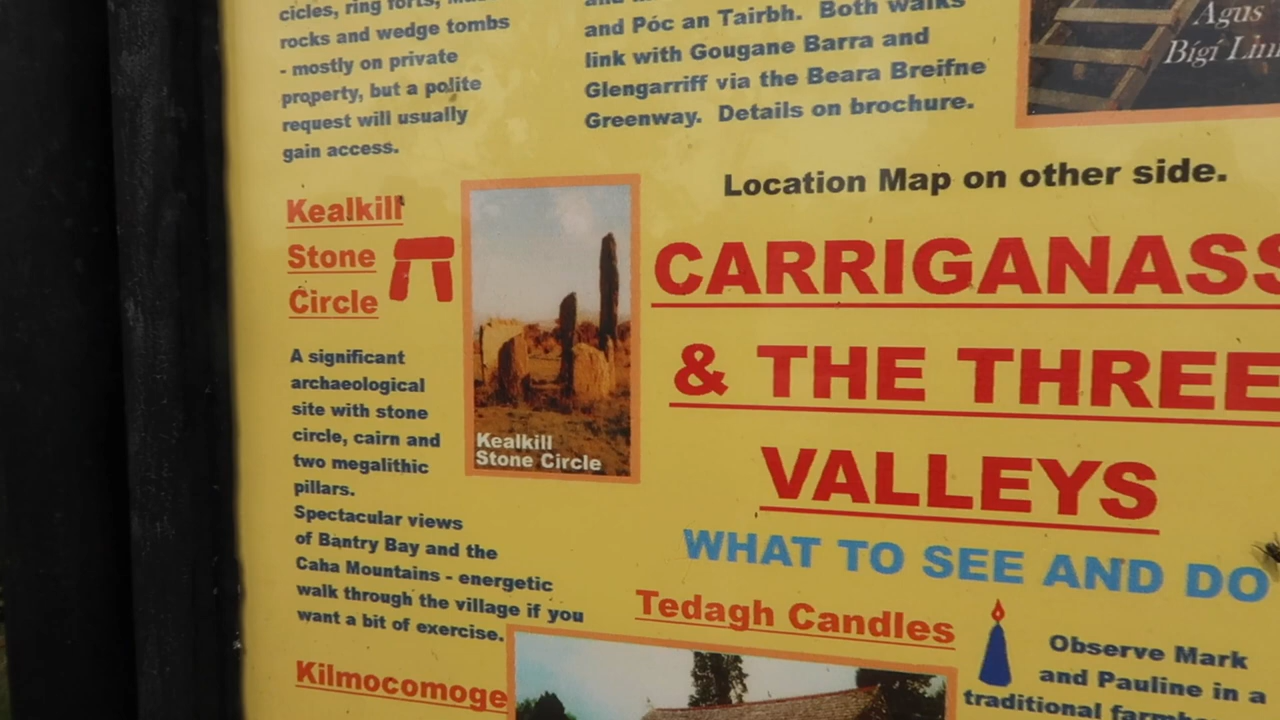 cicles, ring forts,
rocks and wedge tombs
- mostly on private
property, but a polite
request will usually
gain access.
and Póc an Tairbh. Both walks
link with Gougane Barra and
Glengarriff via the Beara Breifne
Greenway. Details on brochure.
Agus
Bígí Linn
Location Map on other side.
Kealkill
Stone
Circle
Kealkill
Stone Circle
A significant
archaeological
site with stone
circle, cairn and
two megalithic
pillars.
Spectacular views
of Bantry Bay and the
Caha Mountains - energetic
walk through the village if you
want a bit of exercise.
Kilmocomoge
CARRIGANASS
& THE THREE
VALLEYS
WHAT TO SEE AND DO
Tedagh Candles
Observe Mark
and Pauline in a
traditional